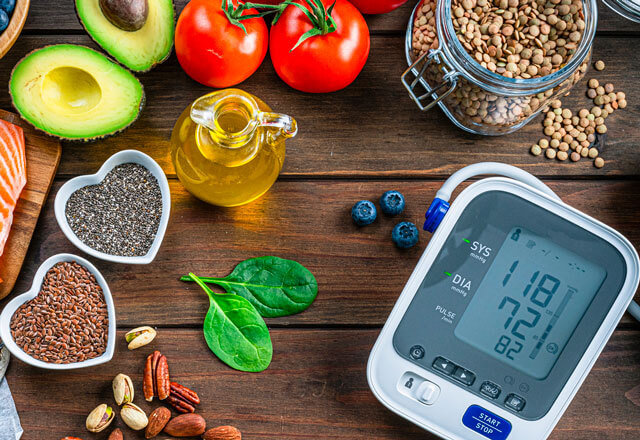 SYS
mmHg
118
DIA
mmHg
72
PULSE
/min
82
START
STOP